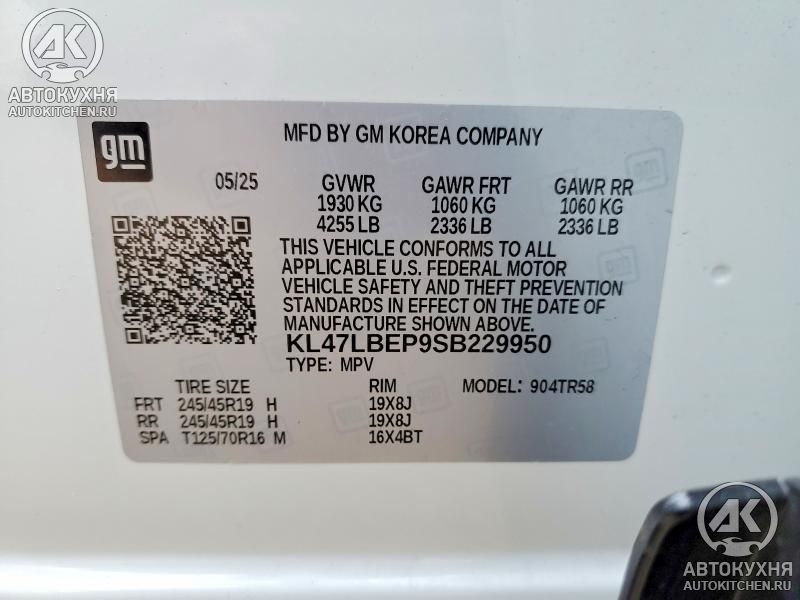 АК
АВТОКУХНЯ
AUTOKITCHEN.RU
gm
MFD BY GM KOREA COMPANY
05/25 GVWR GAWR FRT GAWR RR
1930 KG 1060 KG 1060 KG
4255 LB 2336 LB 2336 LB
THIS VEHICLE CONFORMS TO ALL
APPLICABLE U.S. FEDERAL MOTOR
VEHICLE SAFETY AND THEFT PREVENTION
STANDARDS IN EFFECT ON THE DATE OF
MANUFACTURE SHOWN ABOVE.
KL47LBEP9SB229950
TYPE: MPV
TIRE SIZE RIM MODEL: 904TR58
FRT 245/45R19 H 19X8J
RR 245/45R19 H 19X8J
SPA T125/70R16 M 16X4BT
АК
АВТОКУХНЯ
AUTOKITCHEN.RU